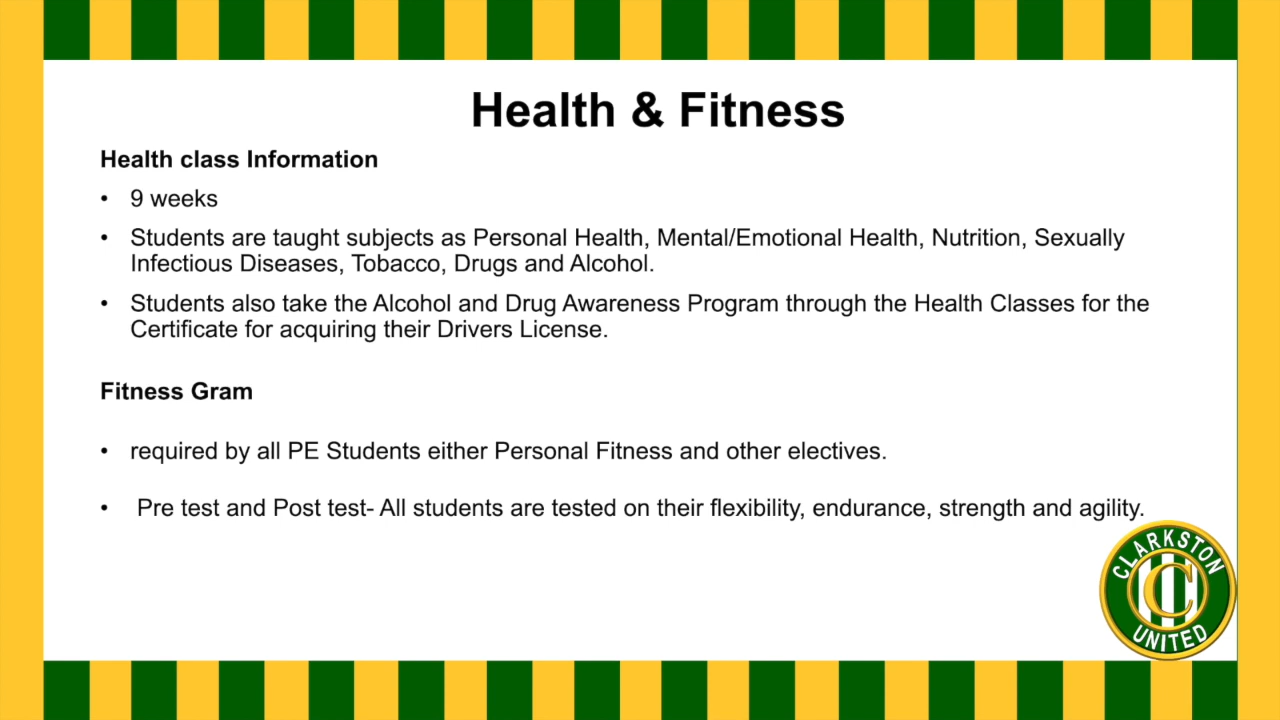 Health & Fitness
Health class Information
• 9 weeks
• Students are taught subjects as Personal Health, Mental/Emotional Health, Nutrition, Sexually
Infectious Diseases, Tobacco, Drugs and Alcohol.
• Students also take the Alcohol and Drug Awareness Program through the Health Classes for the
Certificate for acquiring their Drivers License.
Fitness Gram
• required by all PE Students either Personal Fitness and other electives.
• Pre test and Post test- All students are tested on their flexibility, endurance, strength and agility.
CLARKSTON
C
UNITED